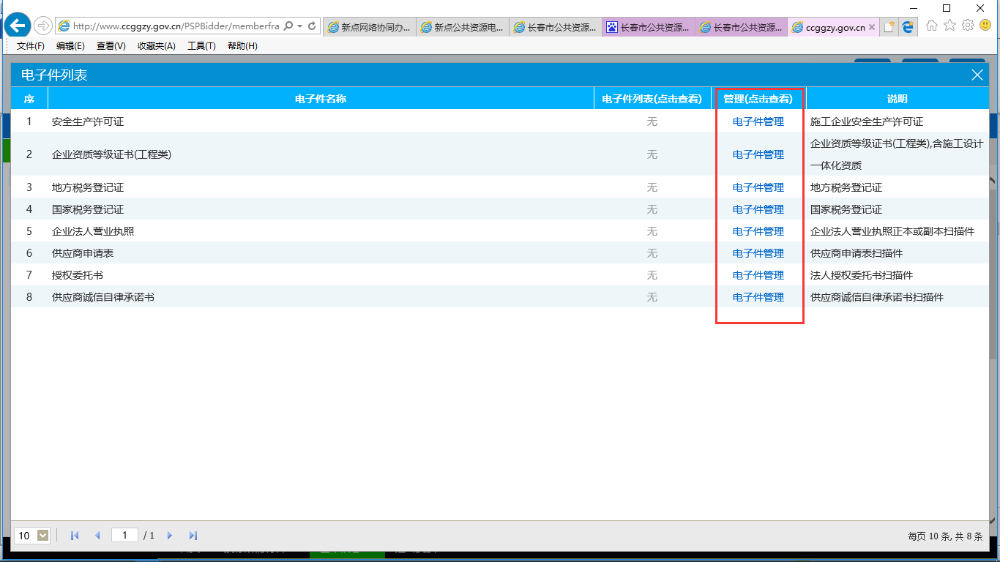 http://www.ccggzy.gov.cn/PSPBidder/memberfra
新点网络协同办...
新点公共资源电...
长春市公共资源...
长春市公共资源...
长春市公共资源...
ccggzy.gov.cn
文件(F) 编辑(E) 查看(V) 收藏夹(A) 工具(T) 帮助(H)
电子件列表
序 电子件名称 电子件列表(点击查看) 管理(点击查看) 说明
1 安全生产许可证 无 电子件管理 施工企业安全生产许可证
2 企业资质等级证书(工程类) 无 电子件管理 企业资质等级证书(工程类),含施工设计
一体化资质
3 地方税务登记证 无 电子件管理 地方税务登记证
4 国家税务登记证 无 电子件管理 国家税务登记证
5 企业法人营业执照 无 电子件管理 企业法人营业执照正本或副本扫描件
6 供应商申请表 无 电子件管理 供应商申请表扫描件
7 授权委托书 无 电子件管理 法人授权委托书扫描件
8 供应商诚信自律承诺书 无 电子件管理 供应商诚信自律承诺书扫描件
10 1 / 1 每页 10 条, 共 8 条